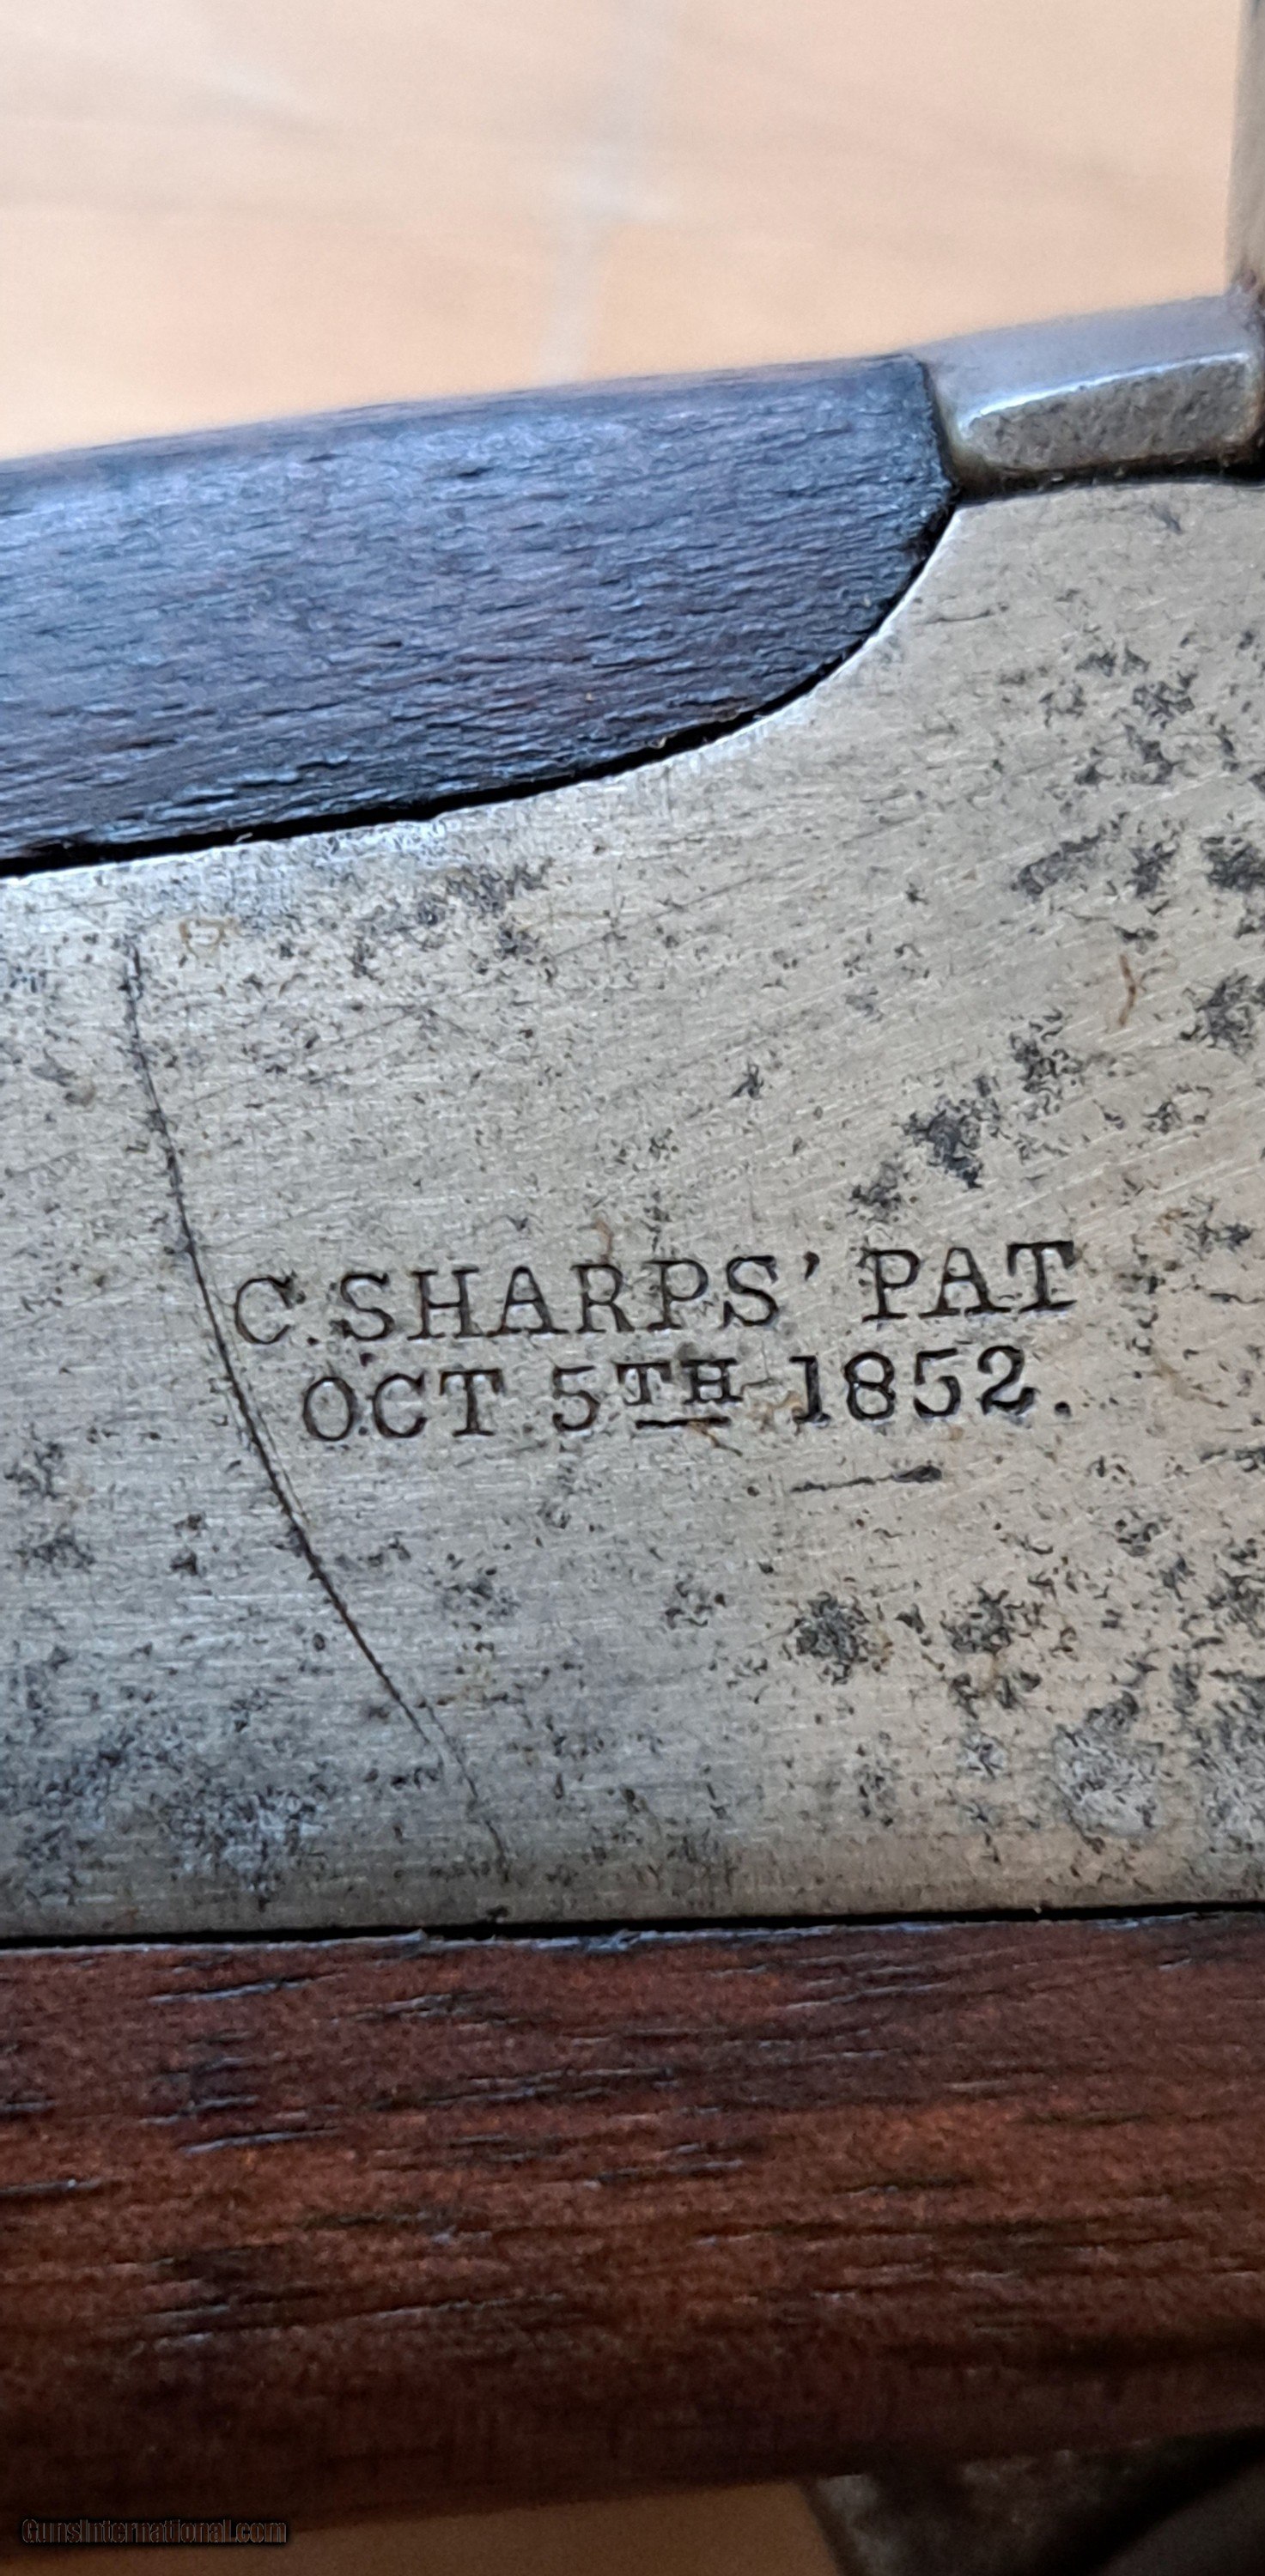 C.SHARPS' PAT
OCT 5TH 1852.
GunsInternational.com